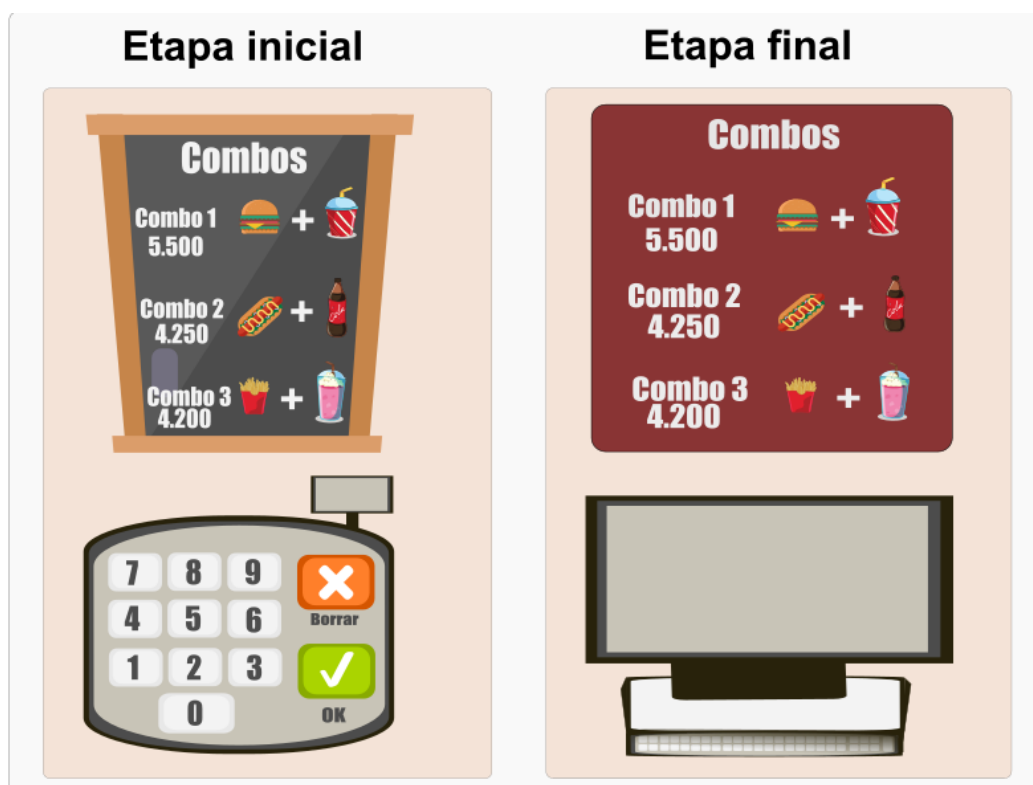 Etapa inicial
Combos
Combo 1
5.500
+
Combo 2
4.250
+
Cola
Combo 3
4.200
+
7 8 9
4 5 6
1 2 3
0
Borrar
OK
Etapa final
Combos
Combo 1
5.500
+
Combo 2
4.250
+
Cola
Combo 3
4.200
+